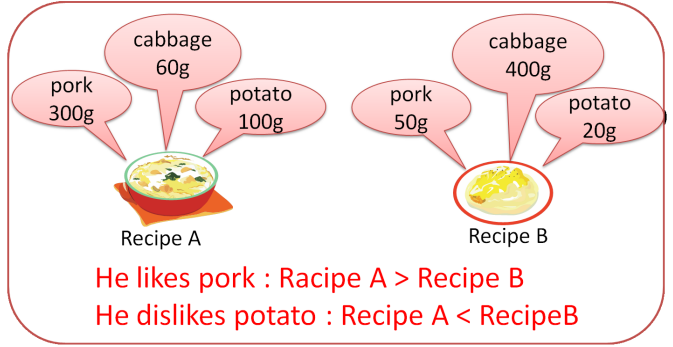 cabbage
60g
pork
300g
potato
100g
Recipe A
cabbage
400g
pork
50g
potato
20g
Recipe B
He likes pork : Racipe A > Recipe B
He dislikes potato : Recipe A < RecipeB